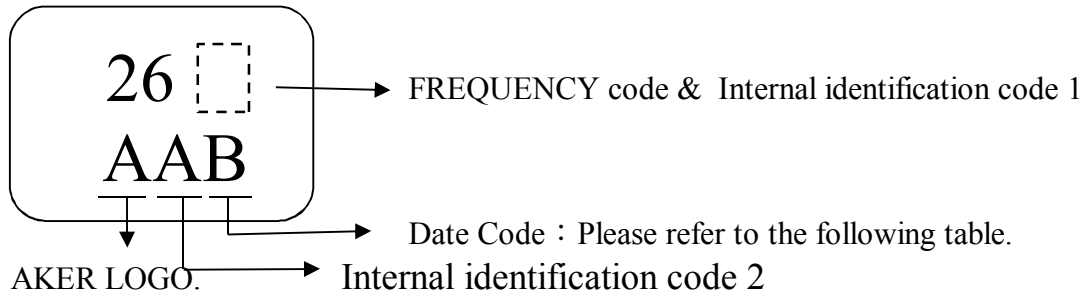 26
FREQUENCY code & Internal identification code 1
AAB
Date Code：Please refer to the following table.
AKER LOGO.
Internal identification code 2